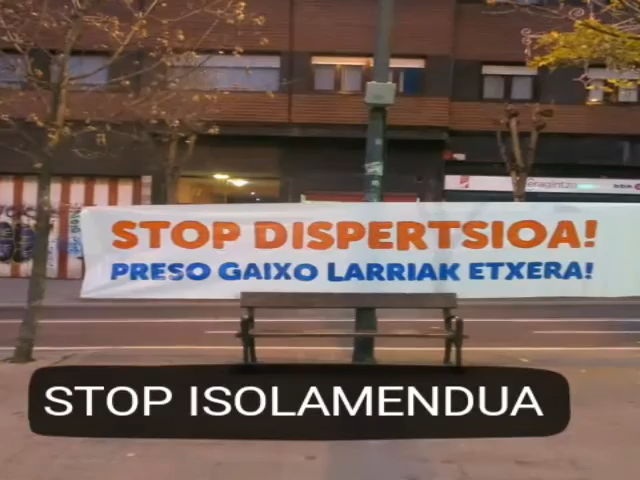 STOP DISPERTSIOA!
PRESO GAIXO LARRIAK ETXERA!
STOP ISOLAMENDUA